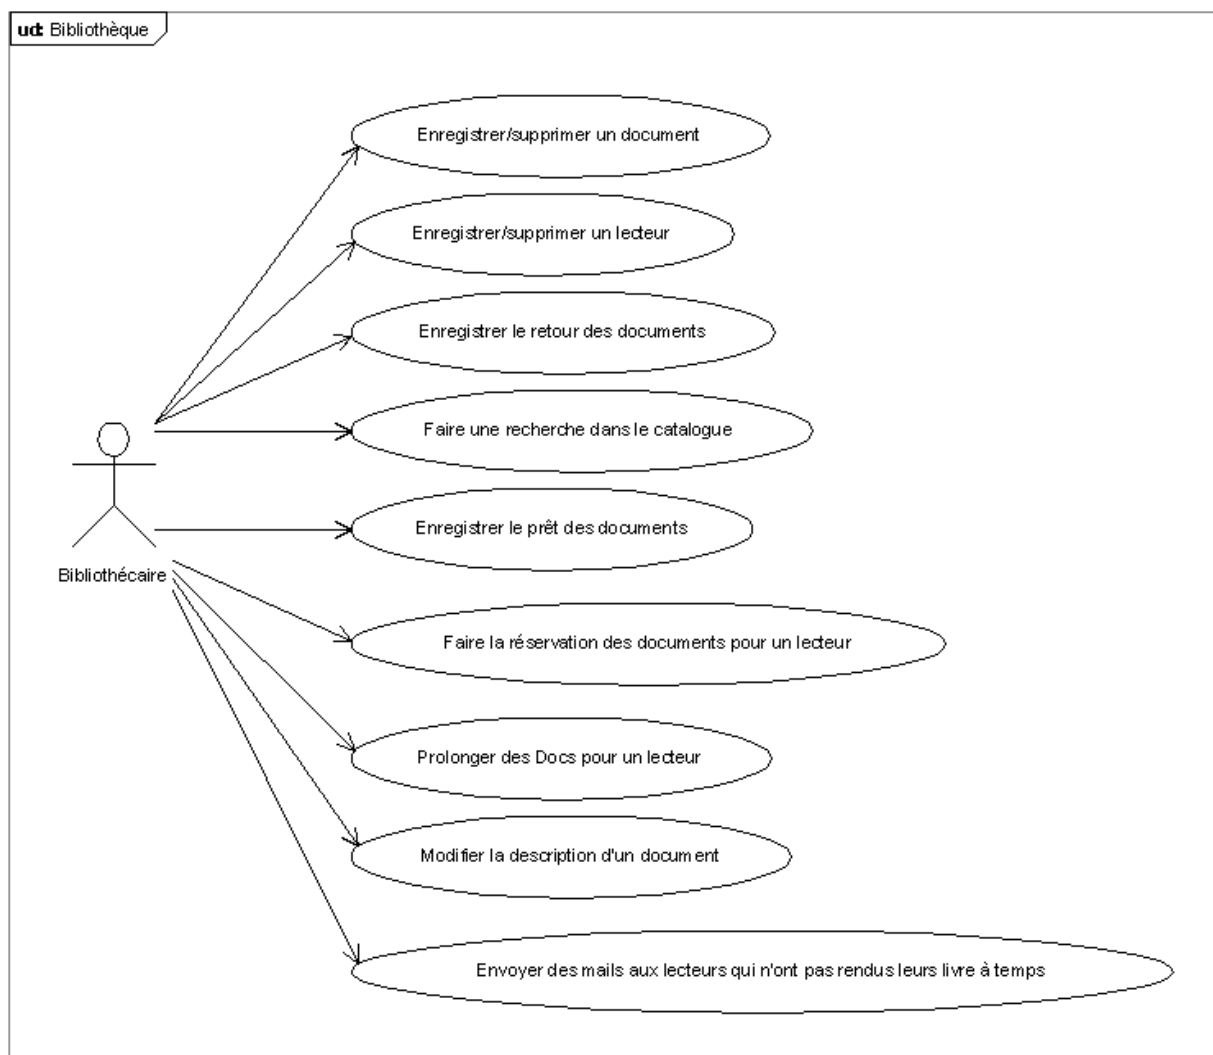 ud: Bibliothèque
Enregistrer/supprimer un document
Enregistrer/supprimer un lecteur
Enregistrer le retour des documents
Faire une recherche dans le catalogue
Enregistrer le prêt des documents
Bibliothécaire
Faire la réservation des documents pour un lecteur
Prolonger des Docs pour un lecteur
Modifier la description d'un document
Envoyer des mails aux lecteurs qui n'ont pas rendus leurs livre à temps